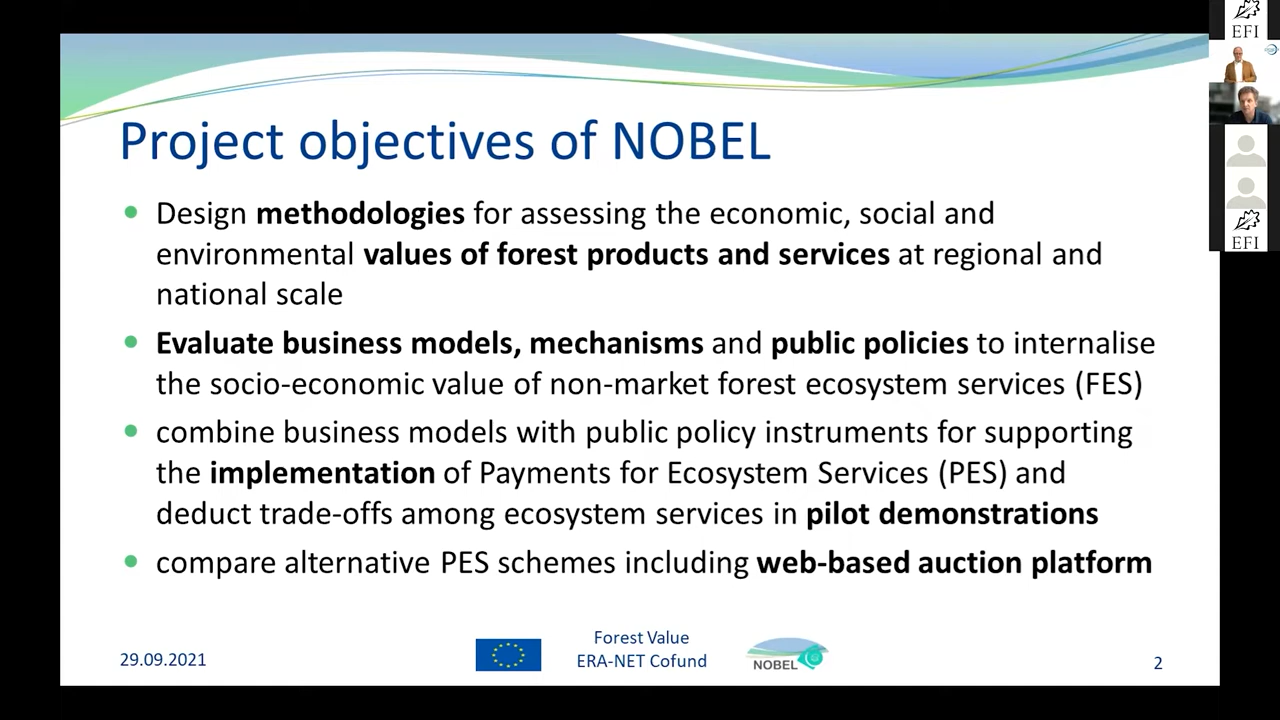 Project objectives of NOBEL
Design methodologies for assessing the economic, social and
environmental values of forest products and services at regional and
national scale
Evaluate business models, mechanisms and public policies to internalise
the socio-economic value of non-market forest ecosystem services (FES)
combine business models with public policy instruments for supporting
the implementation of Payments for Ecosystem Services (PES) and
deduct trade-offs among ecosystem services in pilot demonstrations
compare alternative PES schemes including web-based auction platform
29.09.2021
Forest Value
ERA-NET Cofund
NOBEL
2
EFI
EFI